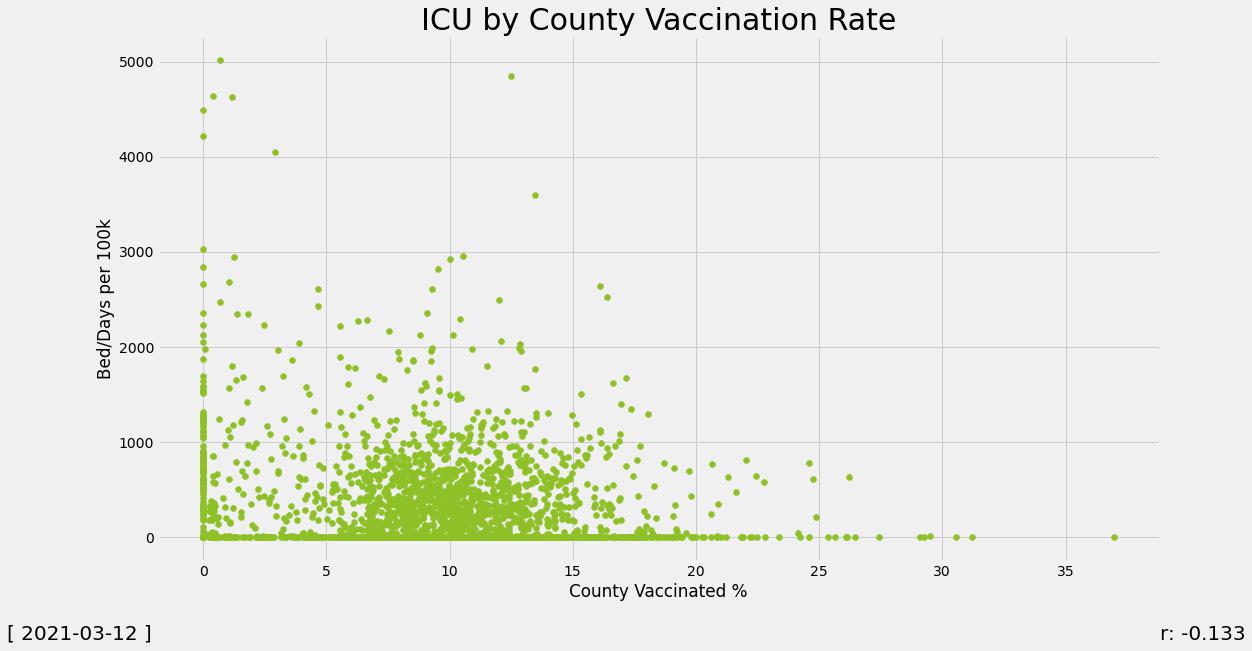 ICU by County Vaccination Rate
5000
4000
3000
2000
1000
0
Bed/Days per 100k
0 5 10 15 20 25 30 35
County Vaccinated %
[ 2021-03-12 ]
r: -0.133